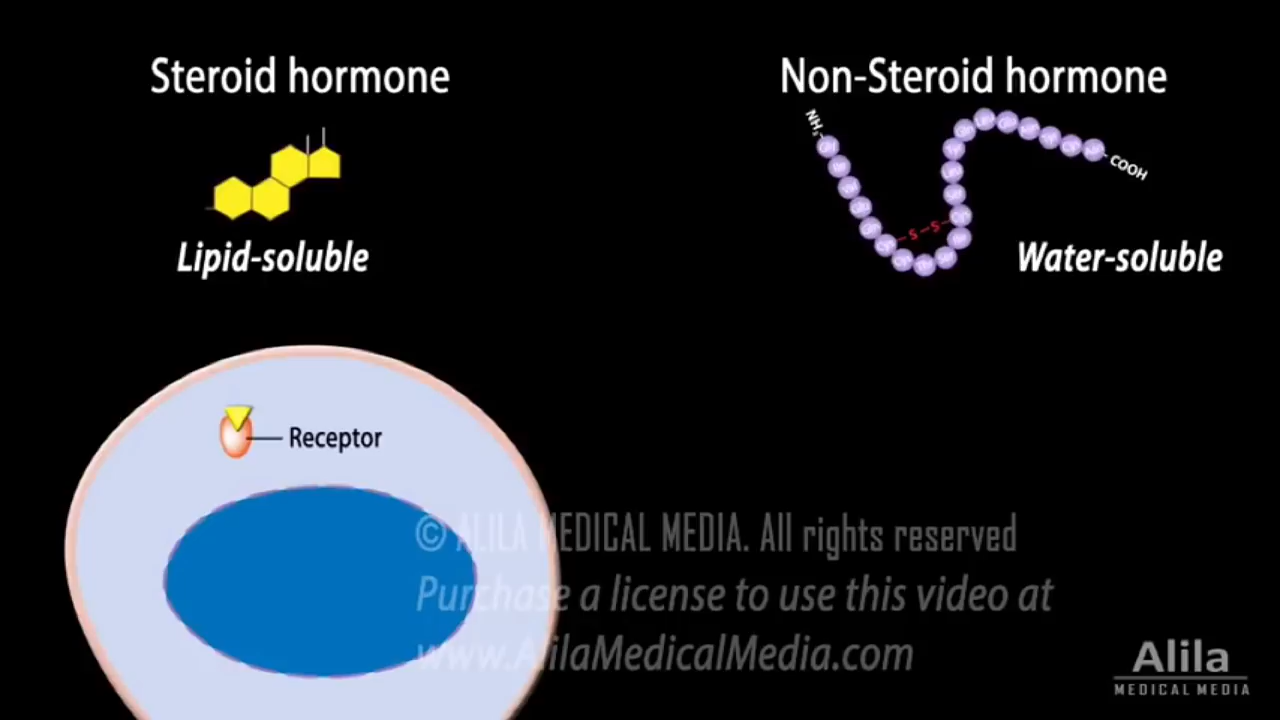 Steroid hormone
Non-Steroid hormone
NH₂
COOH
S
S
Lipid-soluble
Water-soluble
Receptor
© ALILA MEDICAL MEDIA. All rights reserved
Purchase a license to use this video at
www.AlilaMedicalMedia.com
Alila
MEDICAL MEDIA